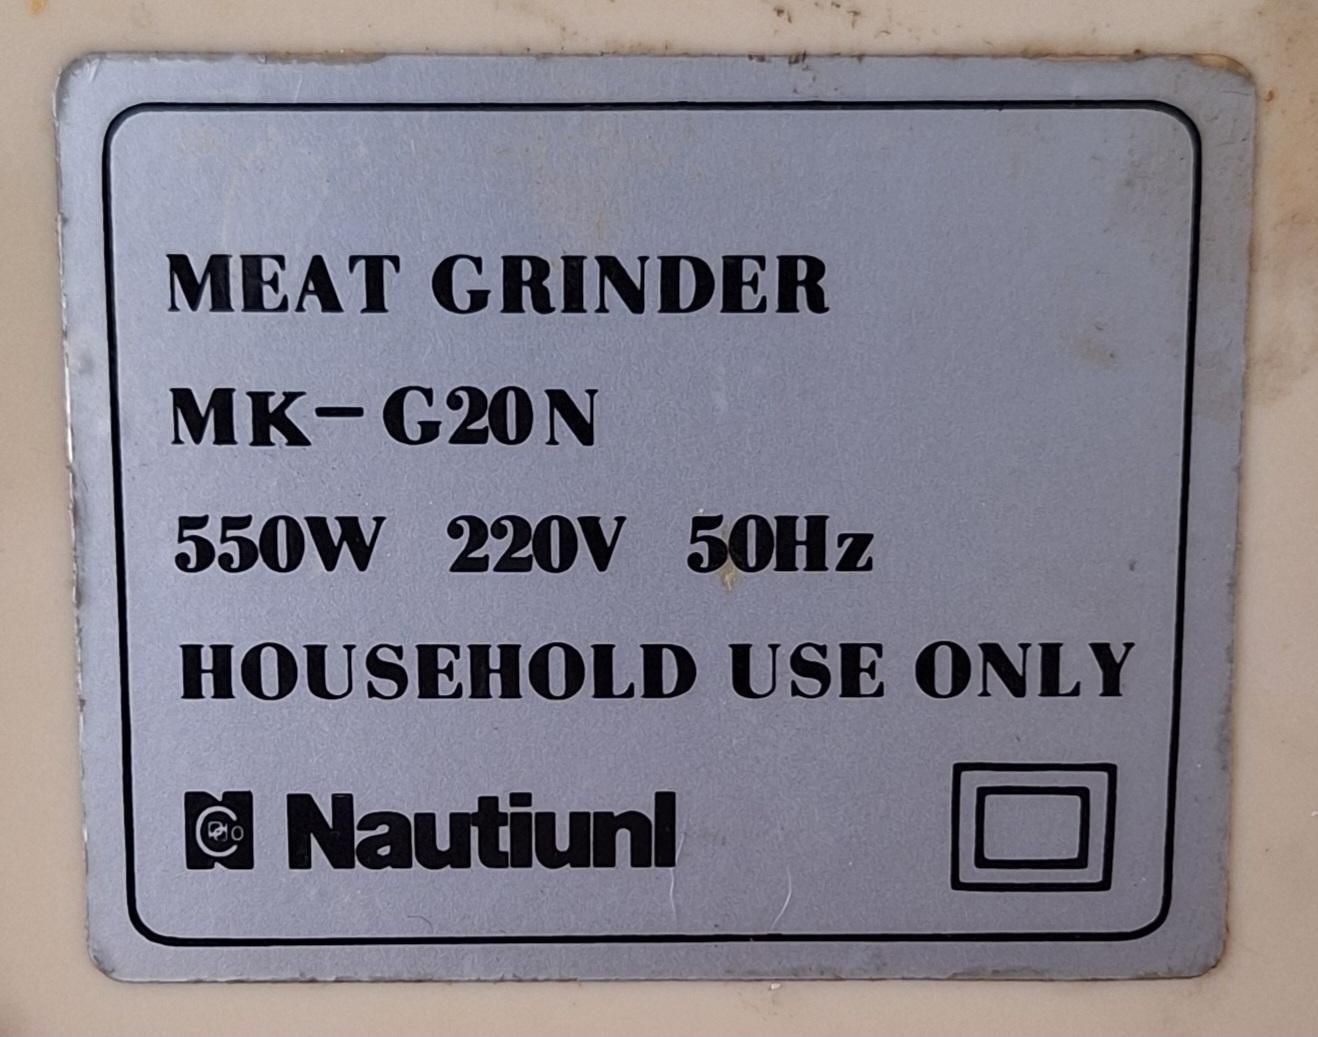 MEAT GRINDER
MK-G20N
550W 220V 50Hz
HOUSEHOLD USE ONLY
Nautiunl